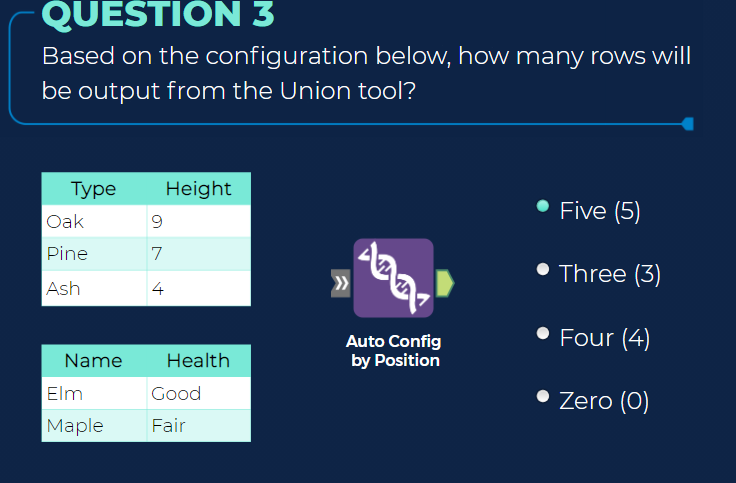 QUESTION 3
Based on the configuration below, how many rows will
be output from the Union tool?
Type Height
Oak 9
Pine 7
Ash 4
Name Health
Elm Good
Maple Fair
Auto Config
by Position
Five (5)
Three (3)
Four (4)
Zero (0)